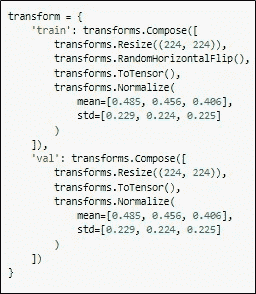 transform = {
    'train': transforms.Compose([
        transforms.Resize((224, 224)),
        transforms.RandomHorizontalFlip(),
        transforms.ToTensor(),
        transforms.Normalize(
            mean=[0.485, 0.456, 0.406],
            std=[0.229, 0.224, 0.225]
        )
    ]),
    'val': transforms.Compose([
        transforms.Resize((224, 224)),
        transforms.ToTensor(),
        transforms.Normalize(
            mean=[0.485, 0.456, 0.406],
            std=[0.229, 0.224, 0.225]
        )
    ])
}